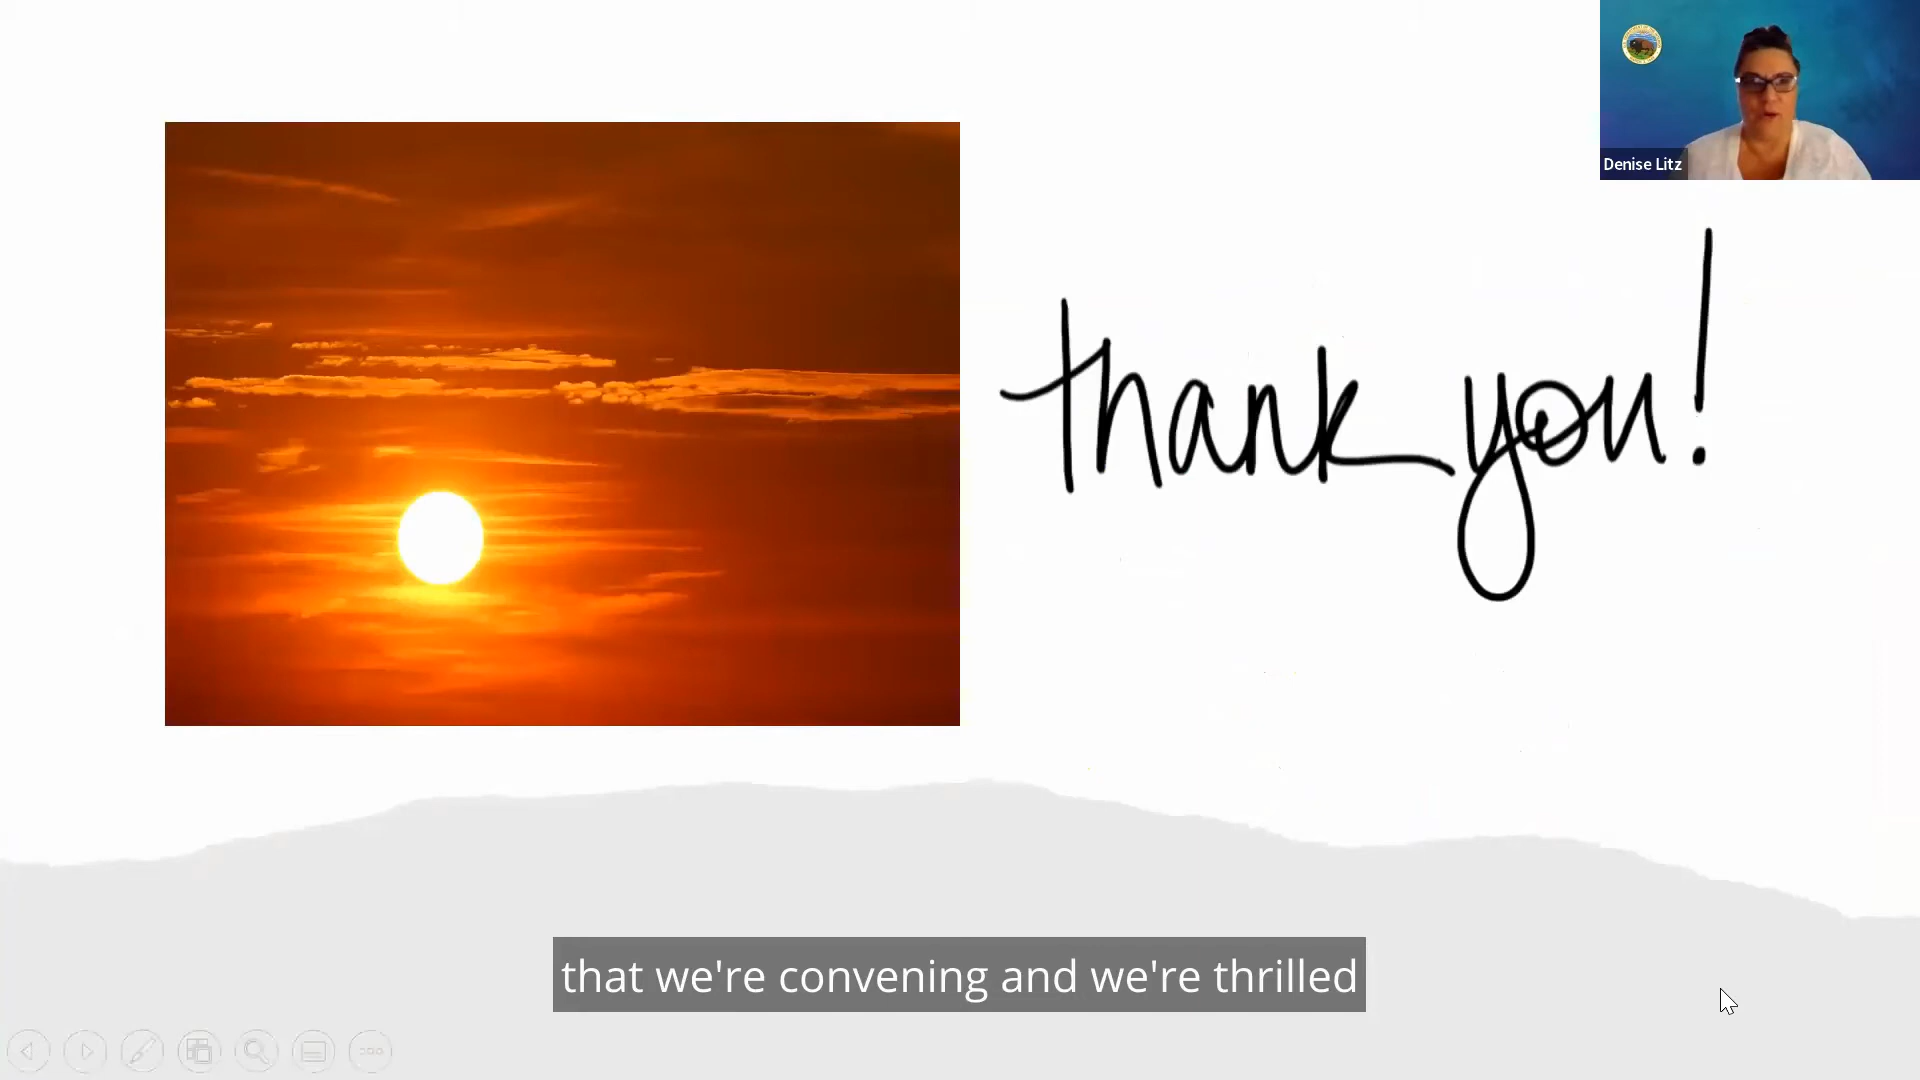 Denise Litz
thank you!
that we're convening and we're thrilled